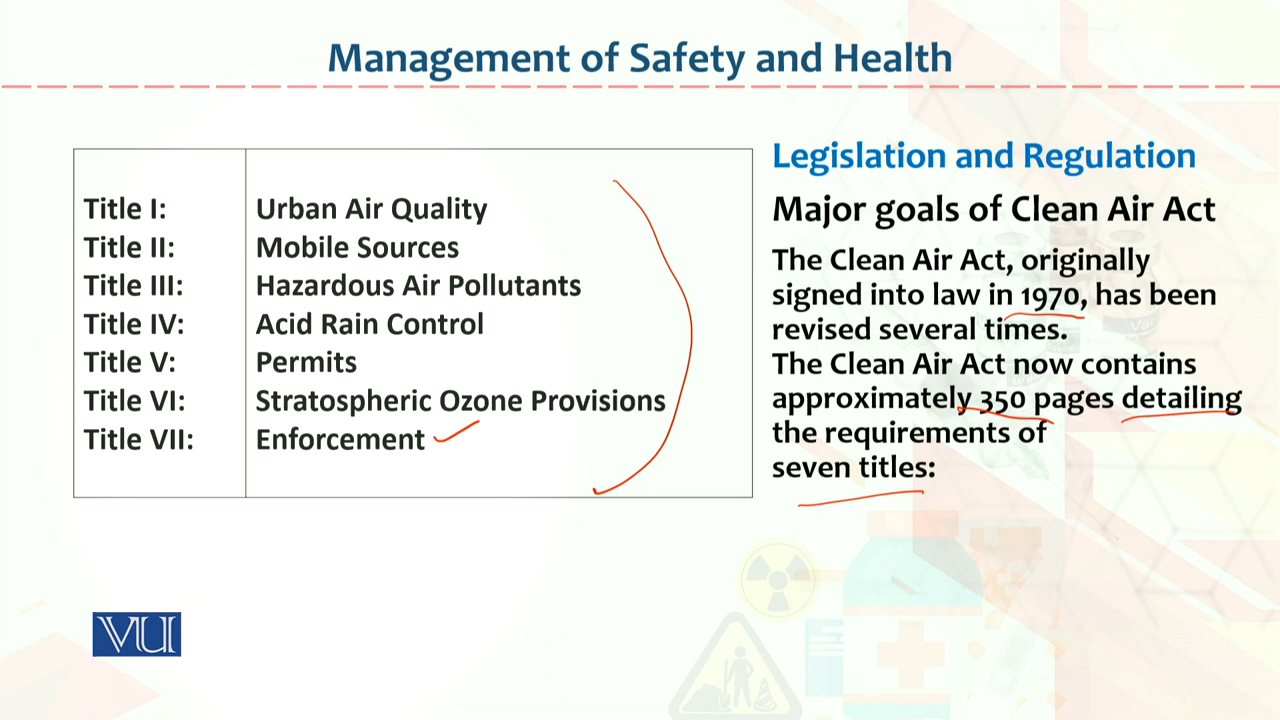 Management of Safety and Health
Title I: Urban Air Quality
Title II: Mobile Sources
Title III: Hazardous Air Pollutants
Title IV: Acid Rain Control
Title V: Permits
Title VI: Stratospheric Ozone Provisions
Title VII: Enforcement
Legislation and Regulation
Major goals of Clean Air Act
The Clean Air Act, originally
signed into law in 1970, has been
revised several times.
The Clean Air Act now contains
approximately 350 pages detailing
the requirements of
seven titles:
VU